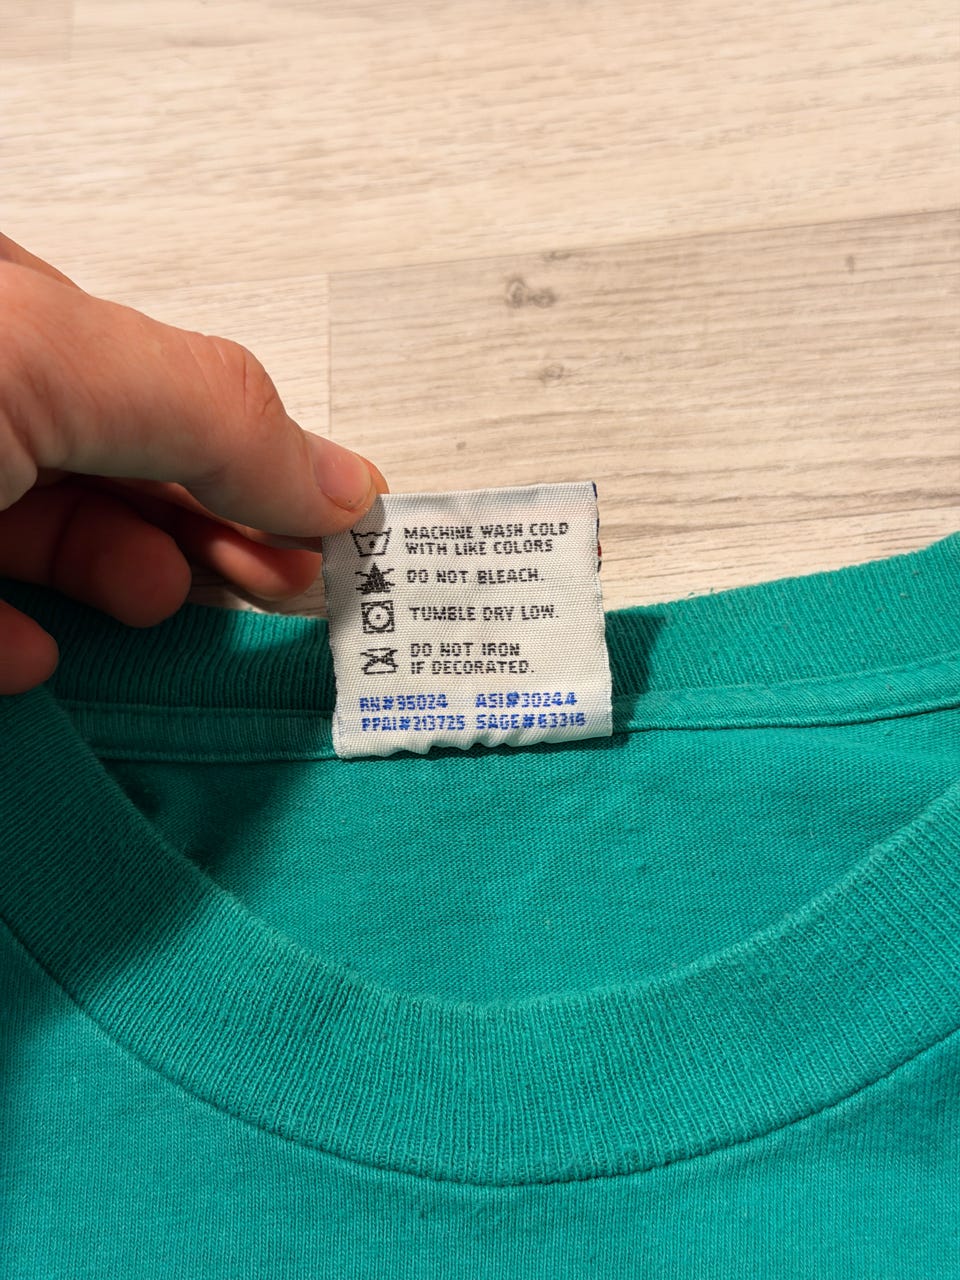 MACHINE WASH COLD
WITH LIKE COLORS
DO NOT BLEACH.
TUMBLE DRY LOW.
DO NOT IRON
IF DECORATED.
RN#95024 ASI#30244
PPAI#213725 SAGE#63316